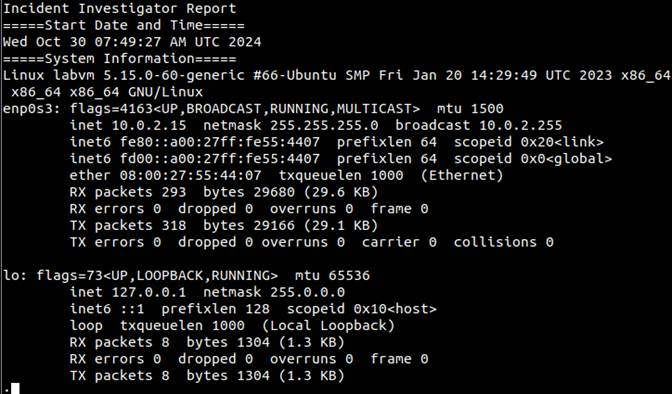 Incident Investigator Report
=====Start Date and Time=====
Wed Oct 30 07:49:27 AM UTC 2024
=====System Information=====
Linux labvm 5.15.0-60-generic #66-Ubuntu SMP Fri Jan 20 14:29:49 UTC 2023 x86_64
 x86_64 x86_64 GNU/Linux
enp0s3: flags=4163<UP,BROADCAST,RUNNING,MULTICAST>  mtu 1500
        inet 10.0.2.15  netmask 255.255.255.0  broadcast 10.0.2.255
        inet6 fe80::a00:27ff:fe55:4407  prefixlen 64  scopeid 0x20<link>
        inet6 fd00::a00:27ff:fe55:4407  prefixlen 64  scopeid 0x0<global>
        ether 08:00:27:55:44:07  txqueuelen 1000  (Ethernet)
        RX packets 293  bytes 29680 (29.6 KB)
        RX errors 0  dropped 0  overruns 0  frame 0
        TX packets 318  bytes 29166 (29.1 KB)
        TX errors 0  dropped 0 overruns 0  carrier 0  collisions 0

lo: flags=73<UP,LOOPBACK,RUNNING>  mtu 65536
        inet 127.0.0.1  netmask 255.0.0.0
        inet6 ::1  prefixlen 128  scopeid 0x10<host>
        loop  txqueuelen 1000  (Local Loopback)
        RX packets 8  bytes 1304 (1.3 KB)
        RX errors 0  dropped 0  overruns 0  frame 0
        TX packets 8  bytes 1304 (1.3 KB)
.